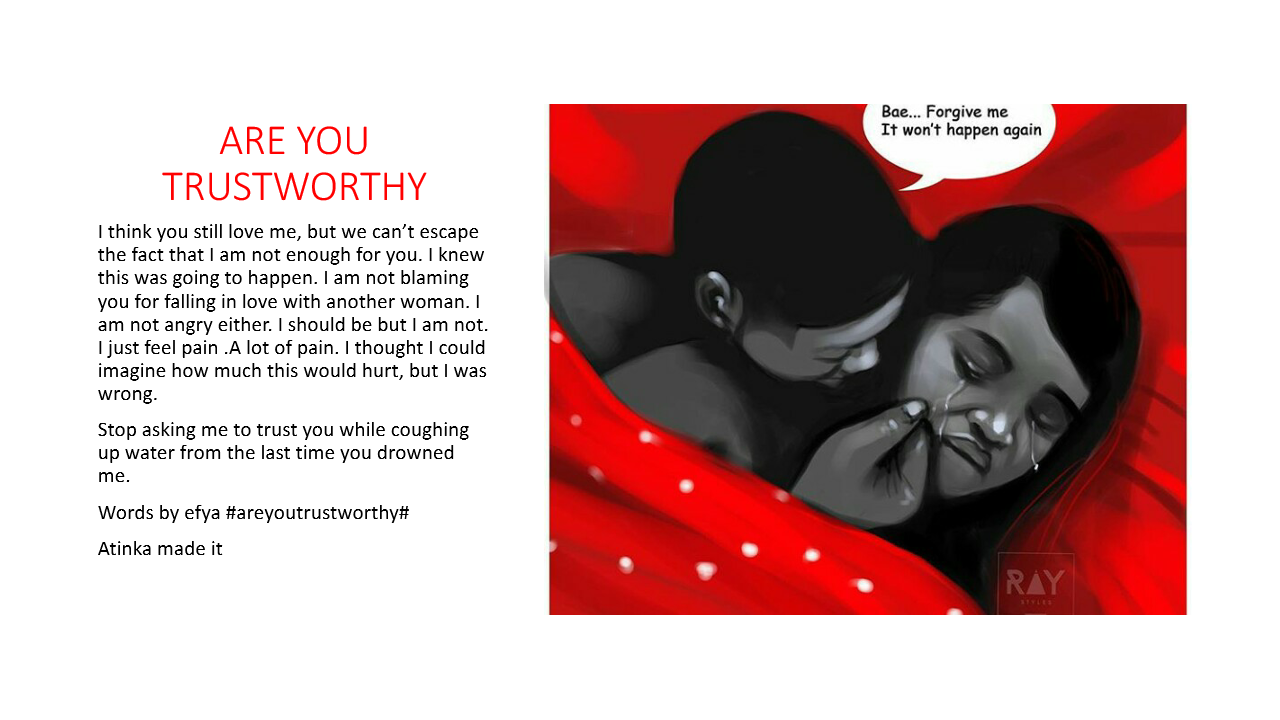 ARE YOU
TRUSTWORTHY
I think you still love me, but we can’t escape
the fact that I am not enough for you. I knew
this was going to happen. I am not blaming
you for falling in love with another woman. I
am not angry either. I should be but I am not.
I just feel pain .A lot of pain. I thought I could
imagine how much this would hurt, but I was
wrong.
Stop asking me to trust you while coughing
up water from the last time you drowned
me.
Words by efya #areyoutrustworthy#
Atinka made it
Bae... Forgive me
It won’t happen again
RAY
STYLES